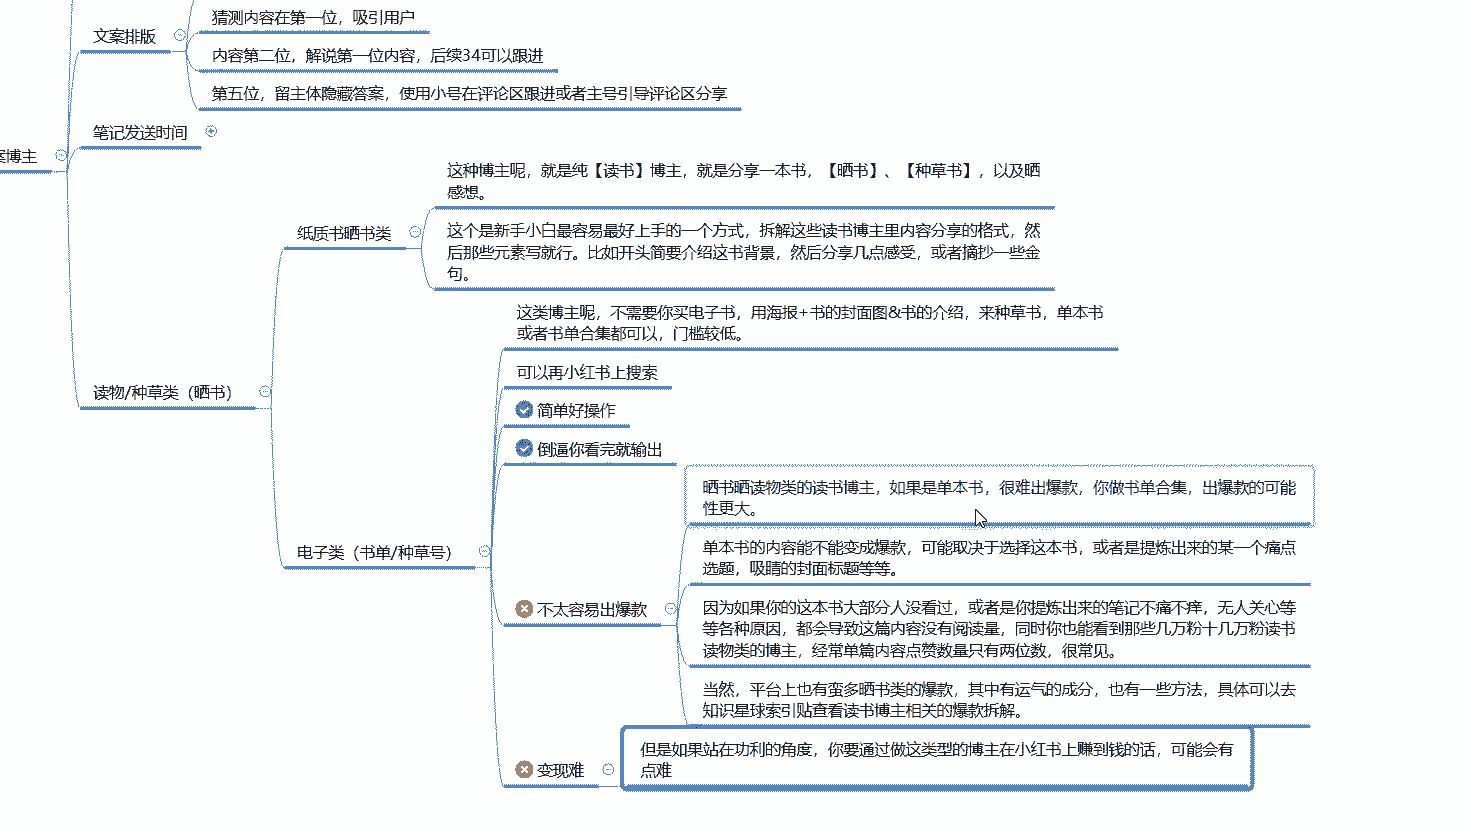 猜测内容在第一位，吸引用户
文案排版
内容第二位，解说第一位内容，后续34可以跟进
第五位，留主体隐藏答案，使用小号在评论区跟进或者主号引导评论区分享
笔记发送时间
博主
这种博主呢，就是纯【读书】博主，就是分享一本书，【晒书】、【种草书】，以及晒
感想。
纸质书晒书类
这个是新手小白最容易最好上手的一个方式，拆解这些读书博主里内容分享的格式，然
后那些元素写就行。比如开头简要介绍这书背景，然后分享几点感受，或者摘抄一些金
句。
读物/种草类（晒书）
这类博主呢，不需要你买电子书，用海报+书的封面图&书的介绍，来种草书，单本书
或者书单合集都可以，门槛较低。
可以再小红书上搜索
简单好操作
倒逼你看完就输出
电子类（书单/种草号）
晒书晒读物类的读书博主，如果是单本书，很难出爆款，你做书单合集，出爆款的可能
性更大。
单本书的内容能不能变成爆款，可能取决于选择这本书，或者是提炼出来的某一个痛点
选题，吸睛的封面标题等等。
不太容易出爆款
因为如果你的这本书大部分人没看过，或者是你提炼出来的笔记不痛不痒，无人关心等
等各种原因，都会导致这篇内容没有阅读量，同时你也能看到那些几万粉十几万粉读书
读物类的博主，经常单篇内容点赞数量只有两位数，很常见。
当然，平台上也有蛮多晒书类的爆款，其中有运气的成分，也有一些方法，具体可以去
知识星球索引贴查看读书博主相关的爆款拆解。
变现难
但是如果站在功利的角度，你要通过做这类型的博主在小红书上赚到钱的话，可能会有
点难